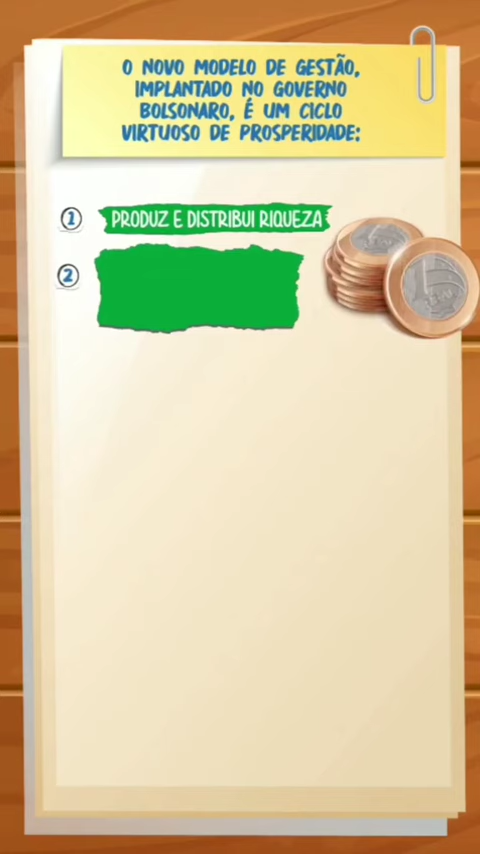 O NOVO MODELO DE GESTÃO,
IMPLANTADO NO GOVERNO
BOLSONARO, É UM CICLO
VIRTUOSO DE PROSPERIDADE:
1 PRODUZ E DISTRIBUI RIQUEZA
2